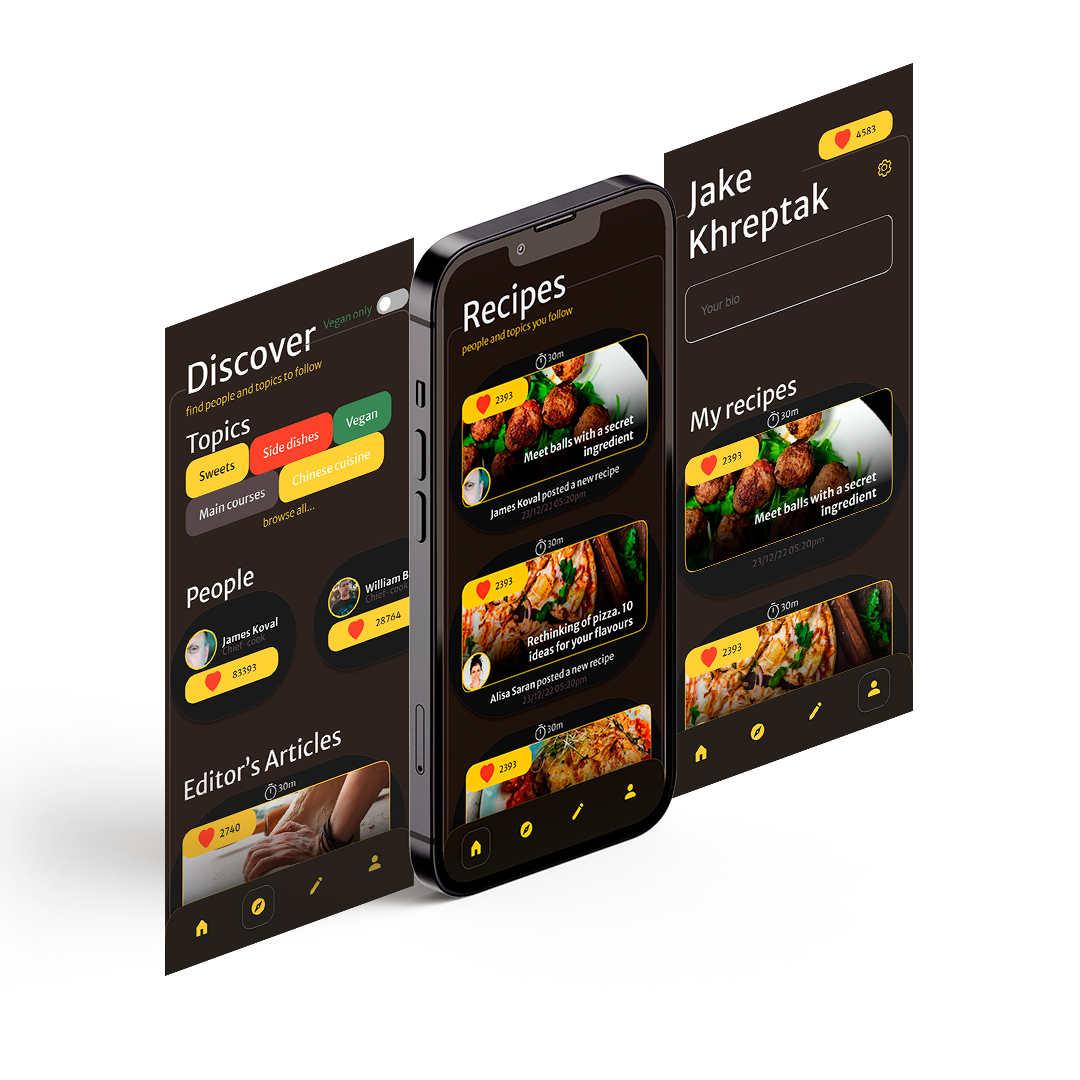 Vegan only
Discover
find people and topics to follow
Topics
Sweets
Side dishes
Vegan
Main courses
Chinese cuisine
browse all...
People
James Koval
Chief-cook
83393
William B
Chief-cook
28764
Editor's Articles
30m
2740
Recipes
people and topics you follow
30m
2393
Meet balls with a secret
ingredient
James Koval posted a new recipe
23/12/22 05:20pm
30m
2393
Rethinking of pizza. 10
ideas for your flavours
Alisa Saran posted a new recipe
23/12/22 05:20pm
30m
2393
4583
Jake
Khreptak
Your bio
My recipes
30m
2393
Meet balls with a secret
ingredient
23/12/22 05:20pm
30m
2393